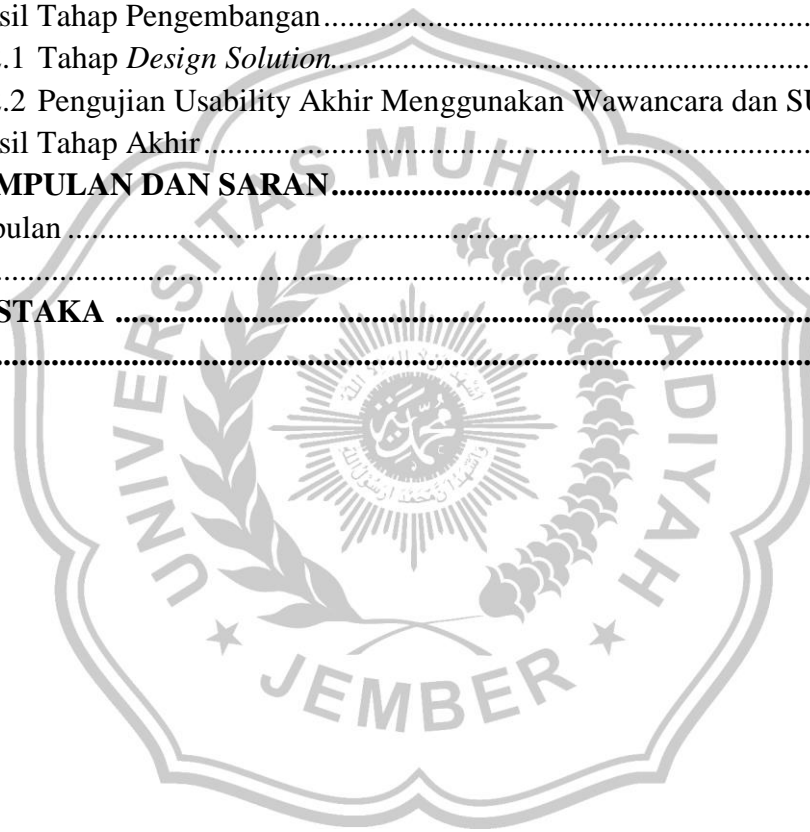 sil Tahap Pengembangan........................................................
.1 Tahap Design Solution........................................................
.2 Pengujian Usability Akhir Menggunakan Wawancara dan SU
sil Tahap Akhir........................................................................
MPULAN DAN SARAN........................................................
pulan........................................................................................
................................................................................................
STAKA ................................................................................
................................................................................................
UNIVERSITAS MUHAMMADIYAH
JEMBER